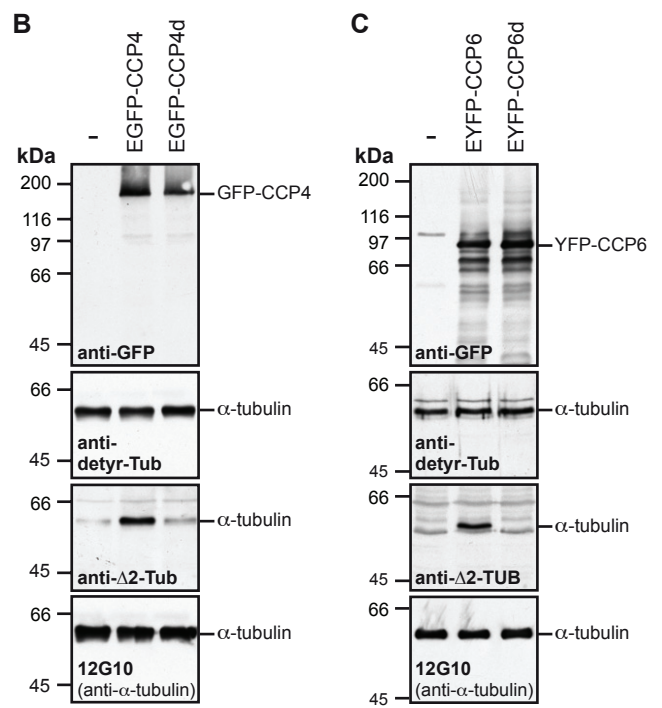 B
–
EGFP-CCP4
EGFP-CCP4d
kDa
200
116
97
66
45
GFP-CCP4
anti-GFP
66
45
α-tubulin
anti-
detyr-Tub
66
45
α-tubulin
anti-Δ2-Tub
66
45
α-tubulin
12G10
(anti-α-tubulin)
C
–
EYFP-CCP6
EYFP-CCP6d
kDa
200
116
97
66
45
YFP-CCP6
anti-GFP
66
45
α-tubulin
anti-
detyr-Tub
66
45
α-tubulin
anti-Δ2-TUB
66
45
α-tubulin
12G10
(anti-α-tubulin)